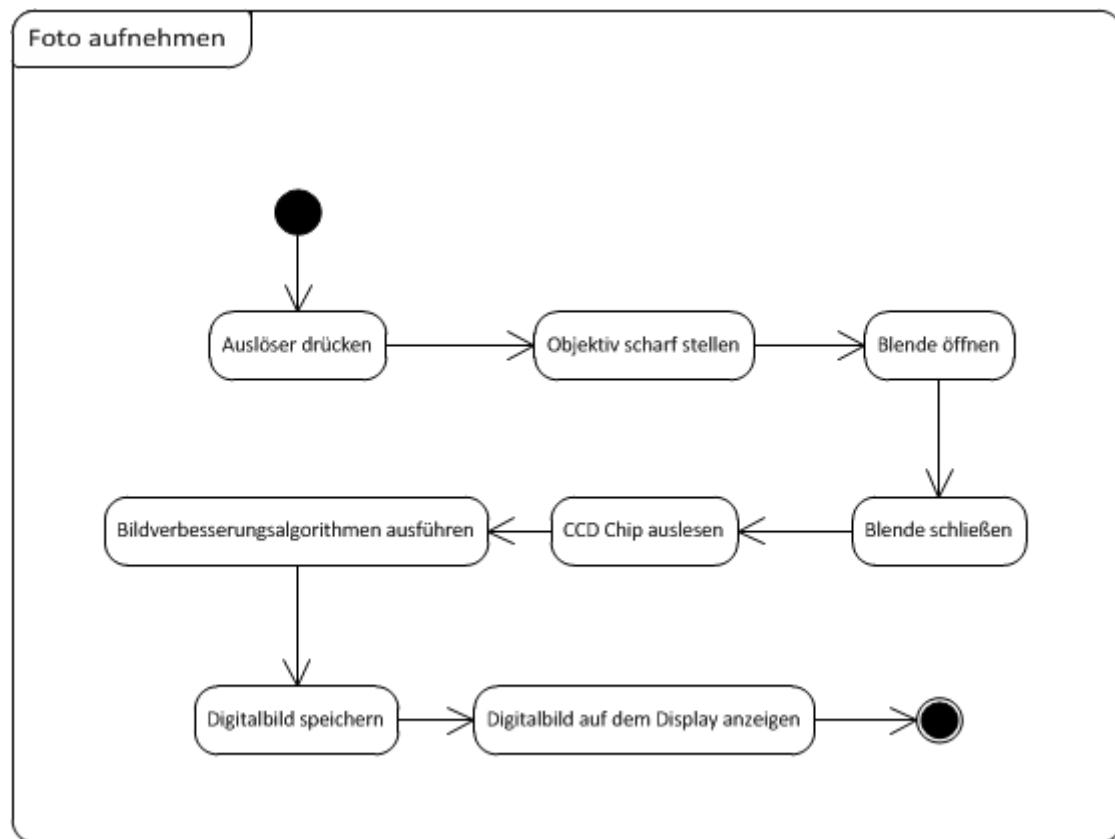 Foto aufnehmen
Auslöser drücken
Objektiv scharf stellen
Blende öffnen
Bildverbesserungsalgorithmen ausführen
CCD Chip auslesen
Blende schließen
Digitalbild speichern
Digitalbild auf dem Display anzeigen